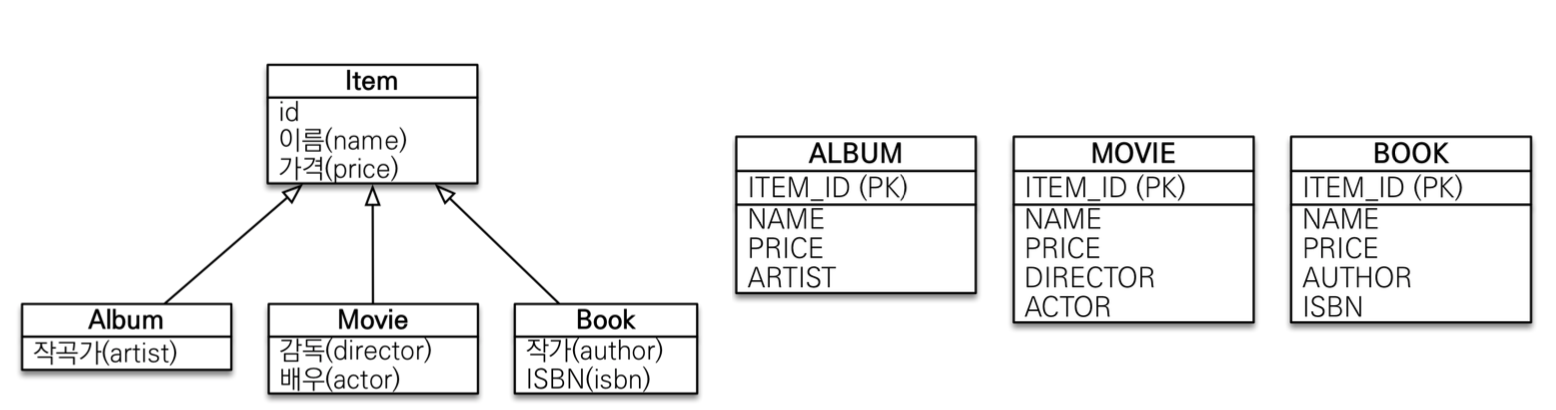 Item
id
이름(name)
가격(price)
Album
작곡가(artist)
Movie
감독(director)
배우(actor)
Book
작가(author)
ISBN(isbn)
ALBUM
ITEM_ID (PK)
NAME
PRICE
ARTIST
MOVIE
ITEM_ID (PK)
NAME
PRICE
DIRECTOR
ACTOR
BOOK
ITEM_ID (PK)
NAME
PRICE
AUTHOR
ISBN